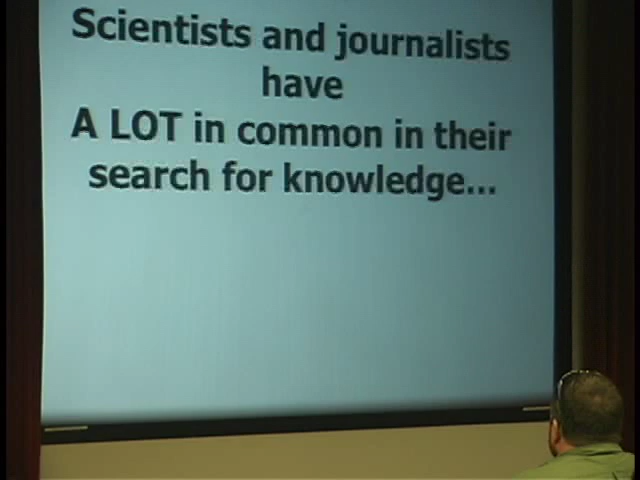 Scientists and journalists
have
A LOT in common in their
search for knowledge...